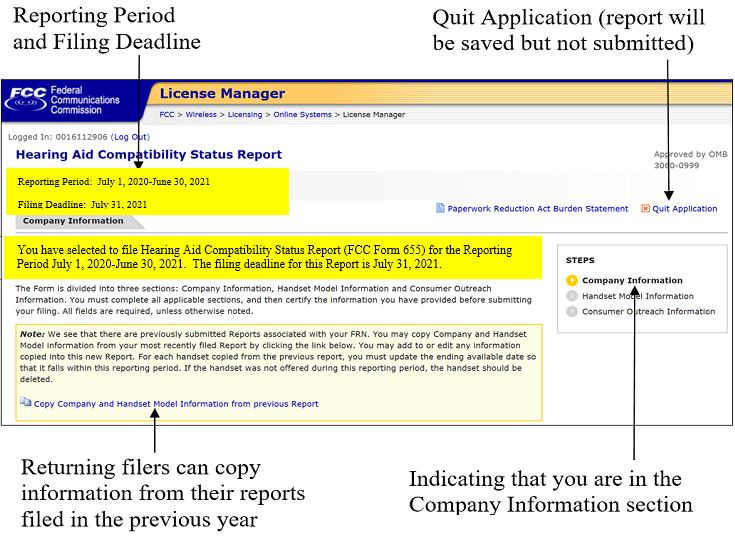 Reporting Period
and Filing Deadline
Quit Application (report will
be saved but not submitted)
FCC Federal
Communications
Commission
License Manager
FCC > Wireless > Licensing > Online Systems > License Manager
Logged In: 0016112906 (Log Out)
Hearing Aid Compatibility Status Report
Approved by OMB
3060-0999
Reporting Period:  July 1, 2020-June 30, 2021
Filing Deadline:  July 31, 2021
Paperwork Reduction Act Burden Statement
Quit Application
Company Information
You have selected to file Hearing Aid Compatibility Status Report (FCC Form 655) for the Reporting
Period July 1, 2020-June 30, 2021.  The filing deadline for this Report is July 31, 2021.
STEPS
Company Information
Handset Model Information
Consumer Outreach Information
The Form is divided into three sections: Company Information, Handset Model Information and Consumer Outreach
Information. You must complete all applicable sections, and then certify the information you have provided before submitting
your filing. All fields are required, unless otherwise noted.
Note: We see that there are previously submitted Reports associated with your FRN. You may copy Company and Handset
Model information from your most recently filed Report by clicking the link below. You may add to or edit any information
copied into this new Report. For each handset copied from the previous report, you must update the ending available date so
that it falls within this reporting period. If the handset was not offered during this reporting period, the handset should be
deleted.
Copy Company and Handset Model Information from previous Report
Returning filers can copy
information from their reports
filed in the previous year
Indicating that you are in the
Company Information section